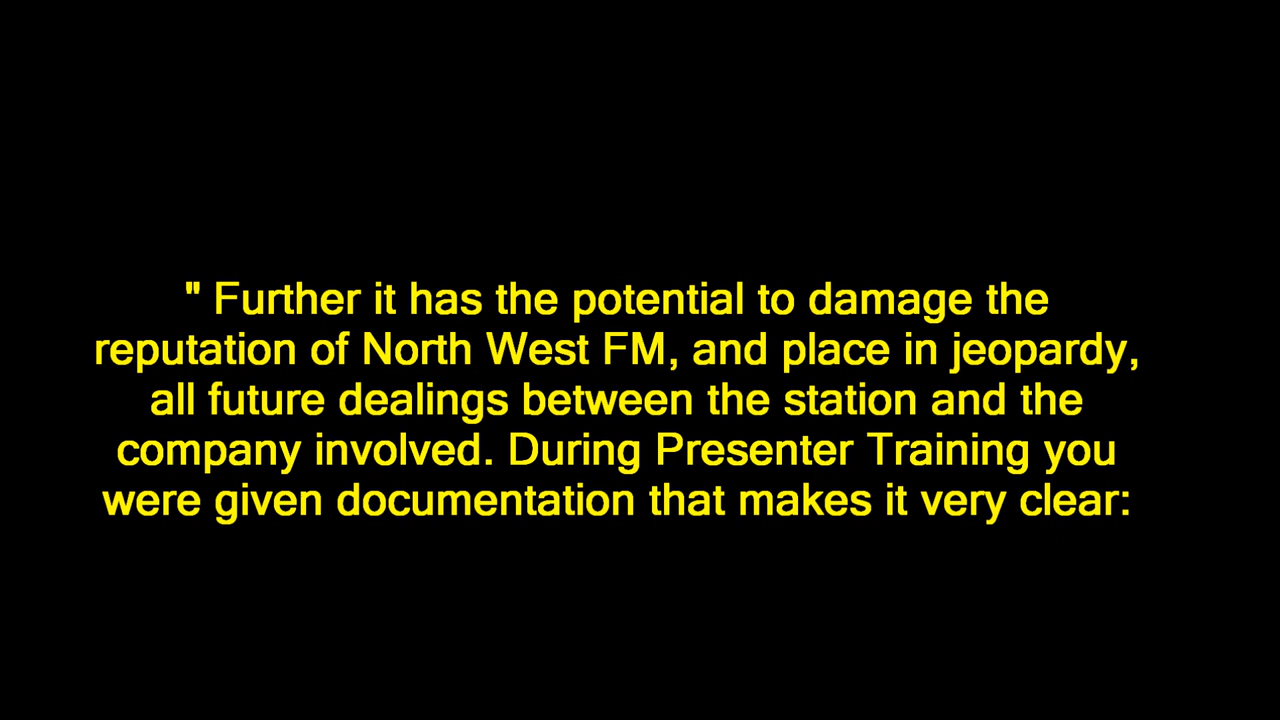 " Further it has the potential to damage the
reputation of North West FM, and place in jeopardy,
all future dealings between the station and the
company involved. During Presenter Training you
were given documentation that makes it very clear: